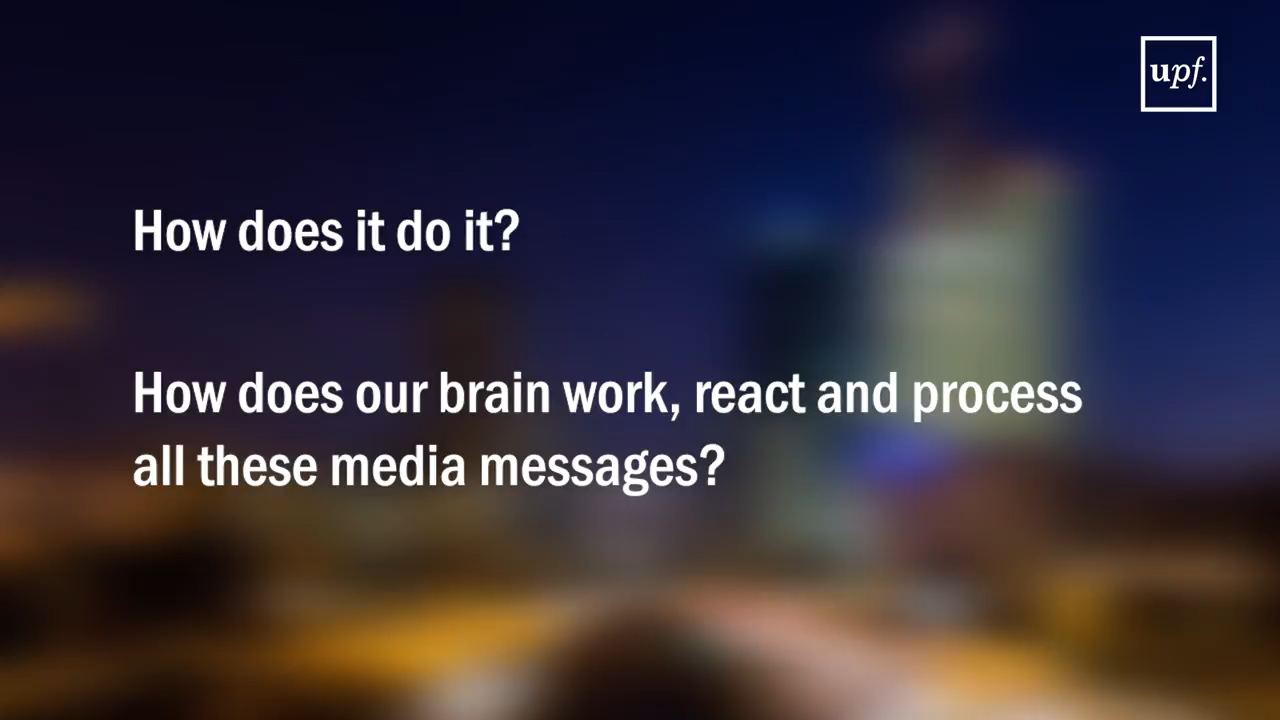 upf.
How does it do it?
How does our brain work, react and process
all these media messages?